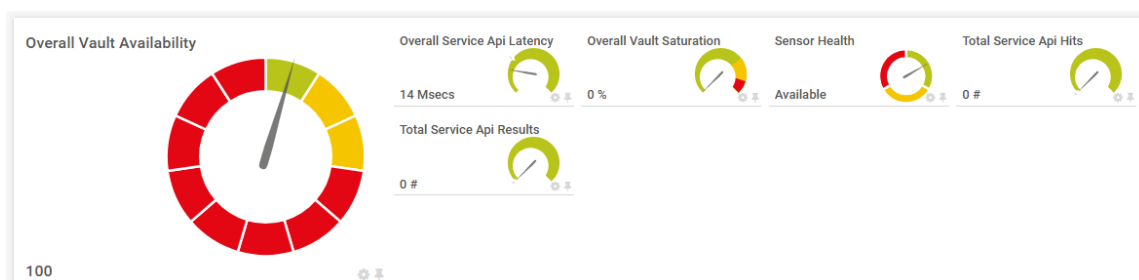 Overall Vault Availability
100
Overall Service Api Latency
14 Msecs
Overall Vault Saturation
0 %
Sensor Health
Available
Total Service Api Hits
0 #
Total Service Api Results
0 #